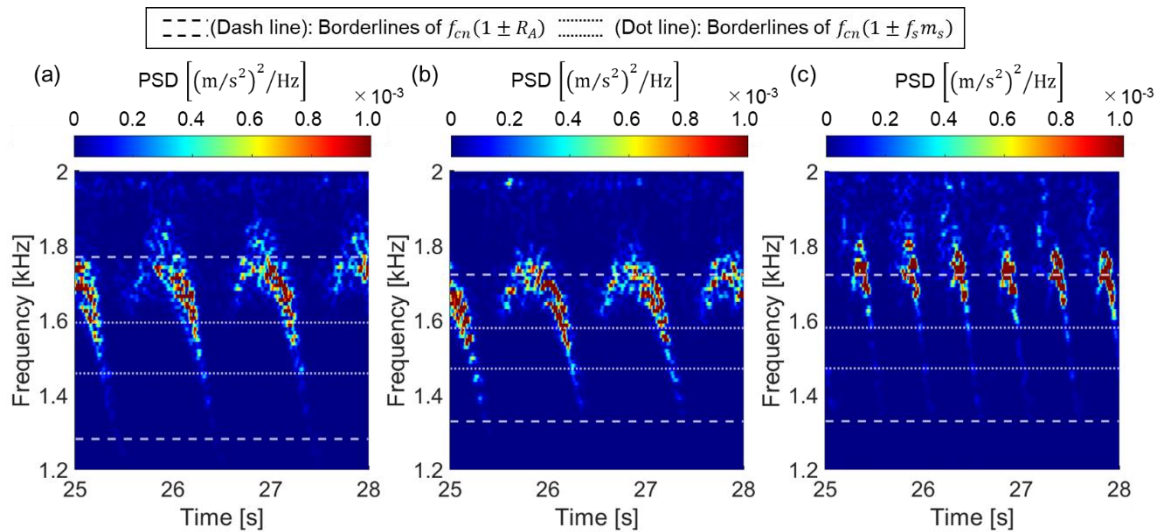 (Dash line): Borderlines of f_{cn}(1 ± R_A) (Dot line): Borderlines of f_{cn}(1 ± f_s m_s)
(a) PSD [(m/s²)²/Hz] (b) PSD [(m/s²)²/Hz] (c) PSD [(m/s²)²/Hz]
× 10⁻³ × 10⁻³ × 10⁻³
0 0.2 0.4 0.6 0.8 1.0 0 0.2 0.4 0.6 0.8 1.0 0 0.2 0.4 0.6 0.8 1.0
2 2 2
1.8 1.8 1.8
1.6 1.6 1.6
1.4 1.4 1.4
1.2 1.2 1.2
Frequency [kHz] Frequency [kHz] Frequency [kHz]
25 26 27 28 25 26 27 28 25 26 27 28
Time [s] Time [s] Time [s]